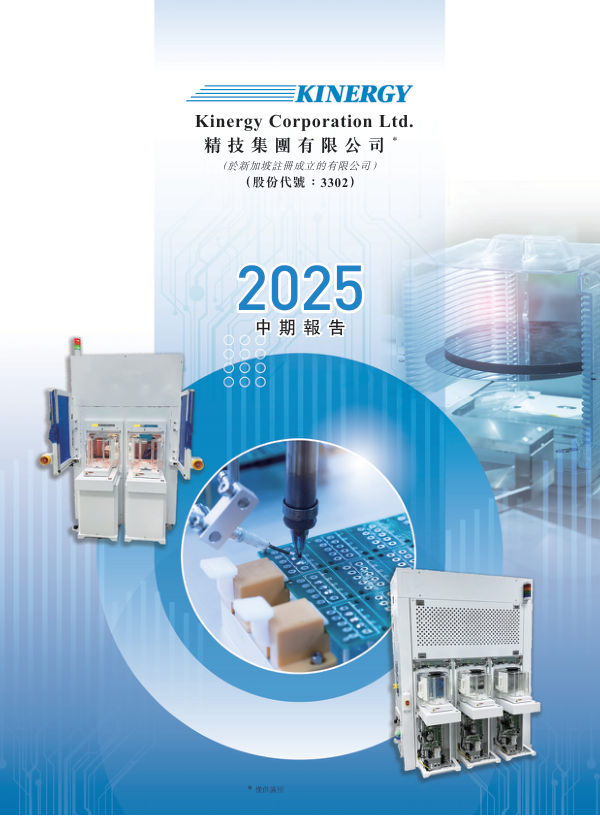 KINERGY
Kinergy Corporation Ltd.
精技集團有限公司*
(於新加坡註冊成立的有限公司)
(股份代號：3302)
2025
中期報告
* 僅供識別